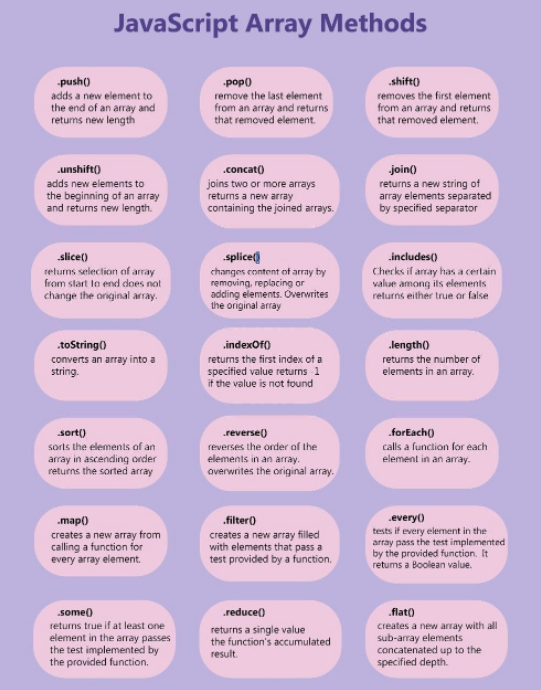 JavaScript Array Methods
.push()
adds a new element to
the end of an array and
returns new length
.pop()
remove the last element
from an array and returns
that removed element.
.shift()
removes the first element
from an array and returns
that removed element.
.unshift()
adds new elements to
the beginning of an array
and returns new length.
.concat()
joins two or more arrays
returns a new array
containing the joined arrays.
.join()
returns a new string of
array elements separated
by specified separator
.slice()
returns selection of array
from start to end does not
change the original array.
.splice()
changes content of array by
removing, replacing or
adding elements. Overwrites
the original array
.includes()
Checks if array has a certain
value among its elements
returns either true or false
.toString()
converts an array into a
string.
.indexOf()
returns the first index of a
specified value returns -1
if the value is not found
.length()
returns the number of
elements in an array.
.sort()
sorts the elements of an
array in ascending order
returns the sorted array
.reverse()
reverses the order of the
elements in an array.
overwrites the original array.
.forEach()
calls a function for each
element in an array.
.map()
creates a new array from
calling a function for
every array element.
.filter()
creates a new array filled
with elements that pass a
test provided by a function.
.every()
tests if every element in the
array pass the test implemented
by the provided function. It
returns a Boolean value.
.some()
returns true if at least one
element in the array passes
the test implemented by
the provided function.
.reduce()
returns a single value
the function's accumulated
result.
.flat()
creates a new array with all
sub-array elements
concatenated up to the
specified depth.